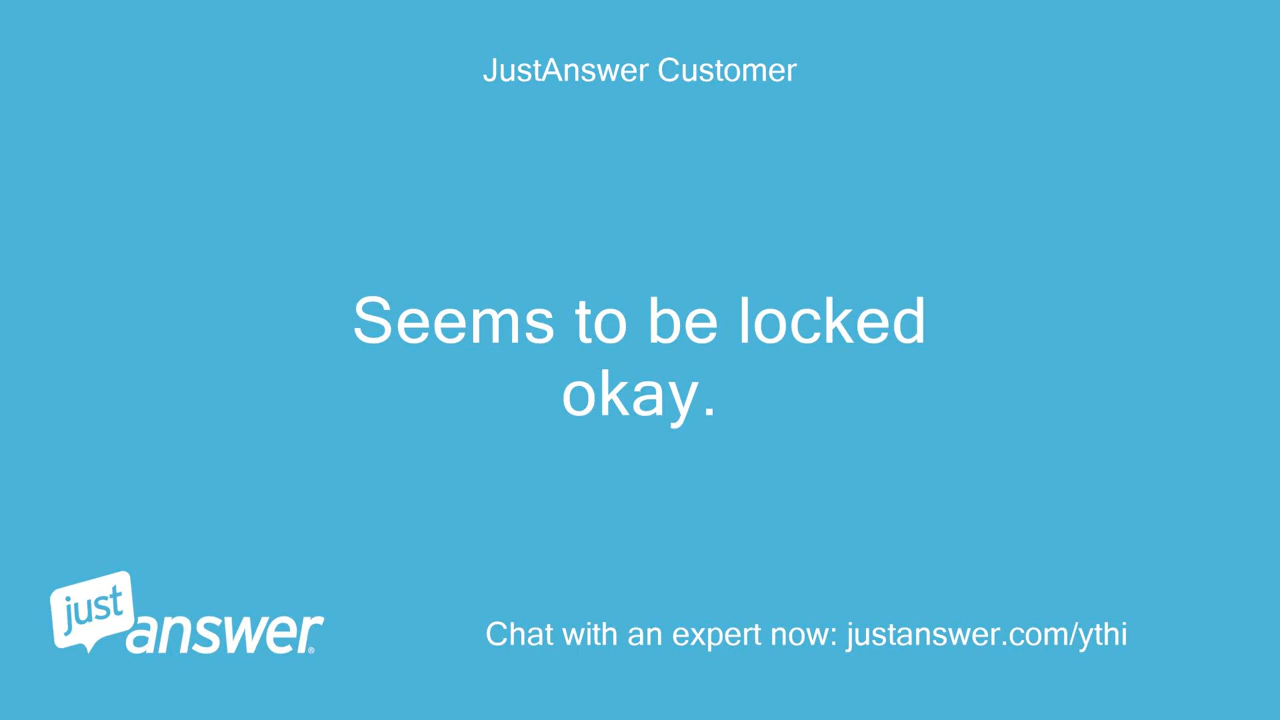 JustAnswer Customer
Seems to be locked
okay.
just
answer®
Chat with an expert now: justanswer.com/ythi